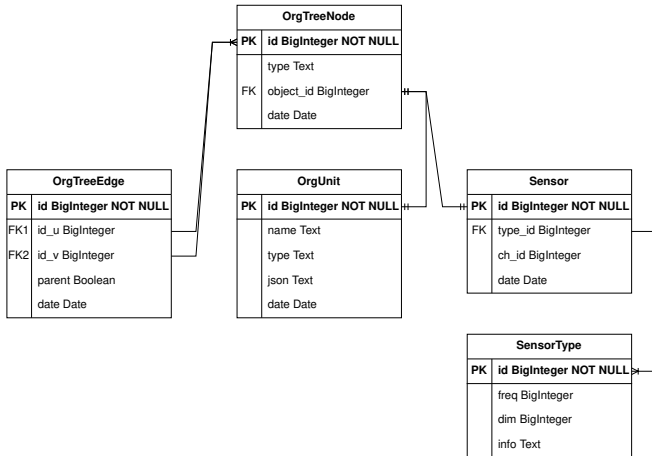 OrgTreeNode
PK id BigInteger NOT NULL
type Text
FK object_id BigInteger
date Date
OrgTreeEdge
PK id BigInteger NOT NULL
FK1 id_u BigInteger
FK2 id_v BigInteger
parent Boolean
date Date
OrgUnit
PK id BigInteger NOT NULL
name Text
type Text
json Text
date Date
Sensor
PK id BigInteger NOT NULL
FK type_id BigInteger
ch_id BigInteger
date Date
SensorType
PK id BigInteger NOT NULL
freq BigInteger
dim BigInteger
info Text